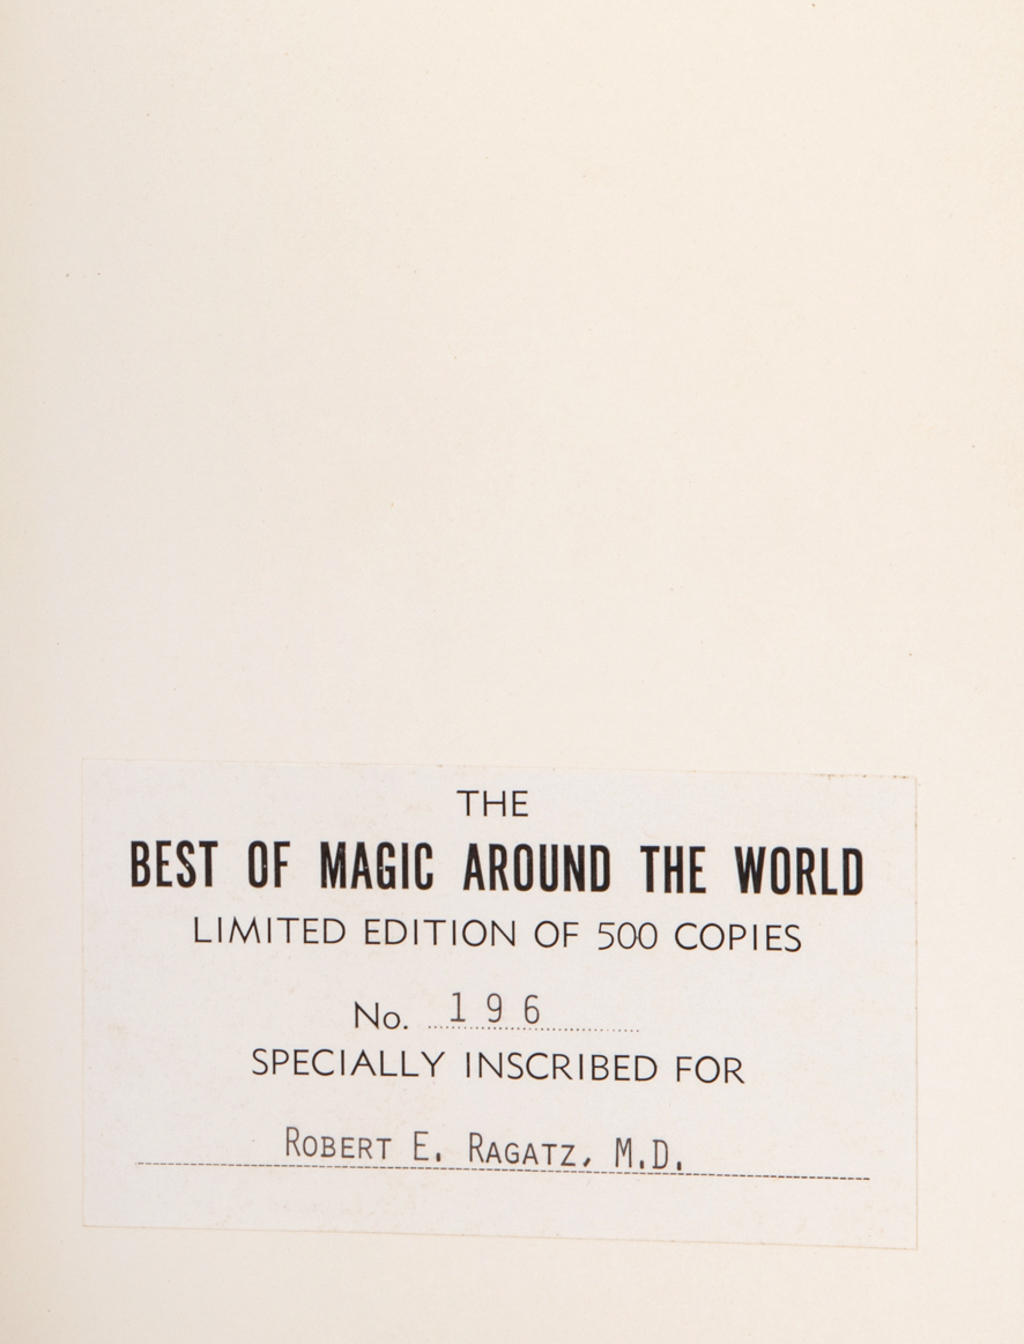 THE
BEST OF MAGIC AROUND THE WORLD
LIMITED EDITION OF 500 COPIES
No. 196
SPECIALLY INSCRIBED FOR
ROBERT E. RAGATZ, M.D.